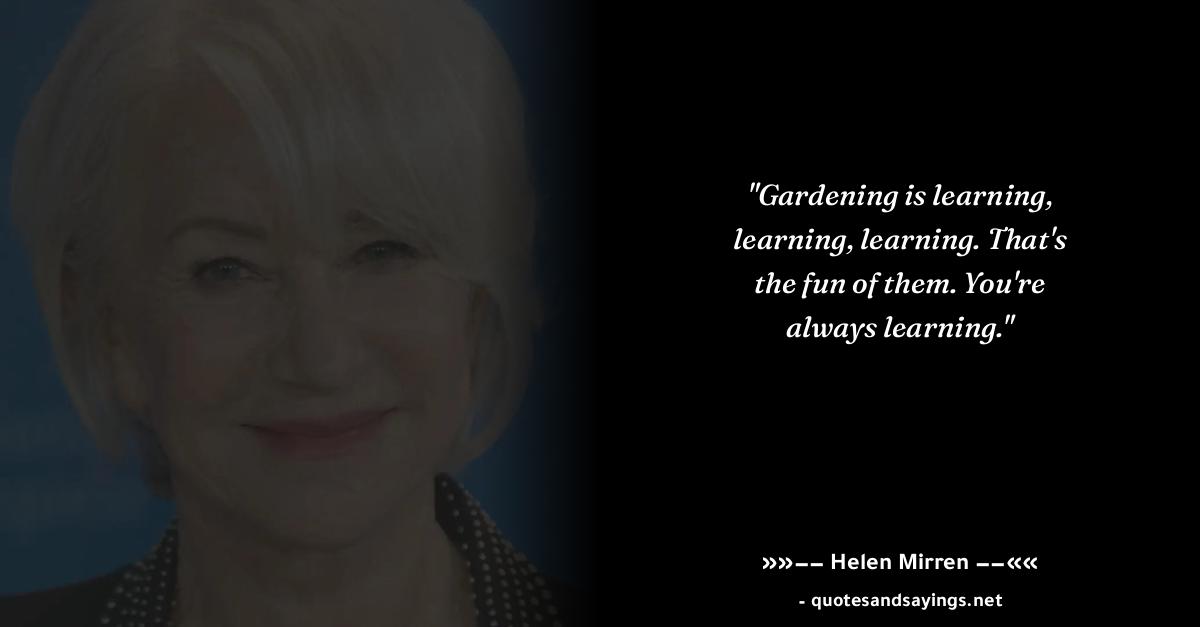 "Gardening is learning,
learning, learning. That's
the fun of them. You're
always learning."
»»−− Helen Mirren −−««
- quotesandsayings.net